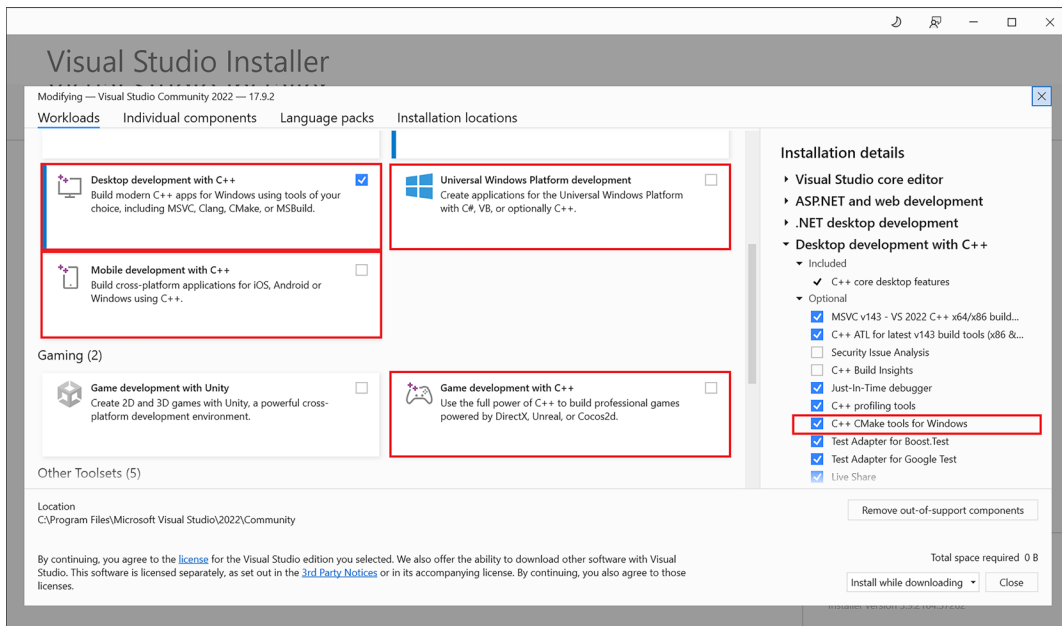 Visual Studio Installer
Modifying — Visual Studio Community 2022 — 17.9.2
Workloads
Individual components
Language packs
Installation locations
Desktop development with C++
Build modern C++ apps for Windows using tools of your
choice, including MSVC, Clang, CMake, or MSBuild.
Universal Windows Platform development
Create applications for the Universal Windows Platform
with C#, VB, or optionally C++.
Mobile development with C++
Build cross-platform applications for iOS, Android or
Windows using C++.
Gaming (2)
Game development with Unity
Create 2D and 3D games with Unity, a powerful cross-
platform development environment.
Game development with C++
Use the full power of C++ to build professional games
powered by DirectX, Unreal, or Cocos2d.
Other Toolsets (5)
Installation details
Visual Studio core editor
ASP.NET and web development
.NET desktop development
Desktop development with C++
Included
C++ core desktop features
Optional
MSVC v143 - VS 2022 C++ x64/x86 build...
C++ ATL for latest v143 build tools (x86 &...
Security Issue Analysis
C++ Build Insights
Just-In-Time debugger
C++ profiling tools
C++ CMake tools for Windows
Test Adapter for Boost.Test
Test Adapter for Google Test
Live Share
Location
C:\Program Files\Microsoft Visual Studio\2022\Community
Remove out-of-support components
By continuing, you agree to the license for the Visual Studio edition you selected. We also offer the ability to download other software with Visual
Studio. This software is licensed separately, as set out in the 3rd Party Notices or in its accompanying license. By continuing, you also agree to those
licenses.
Total space required 0 B
Install while downloading
Close